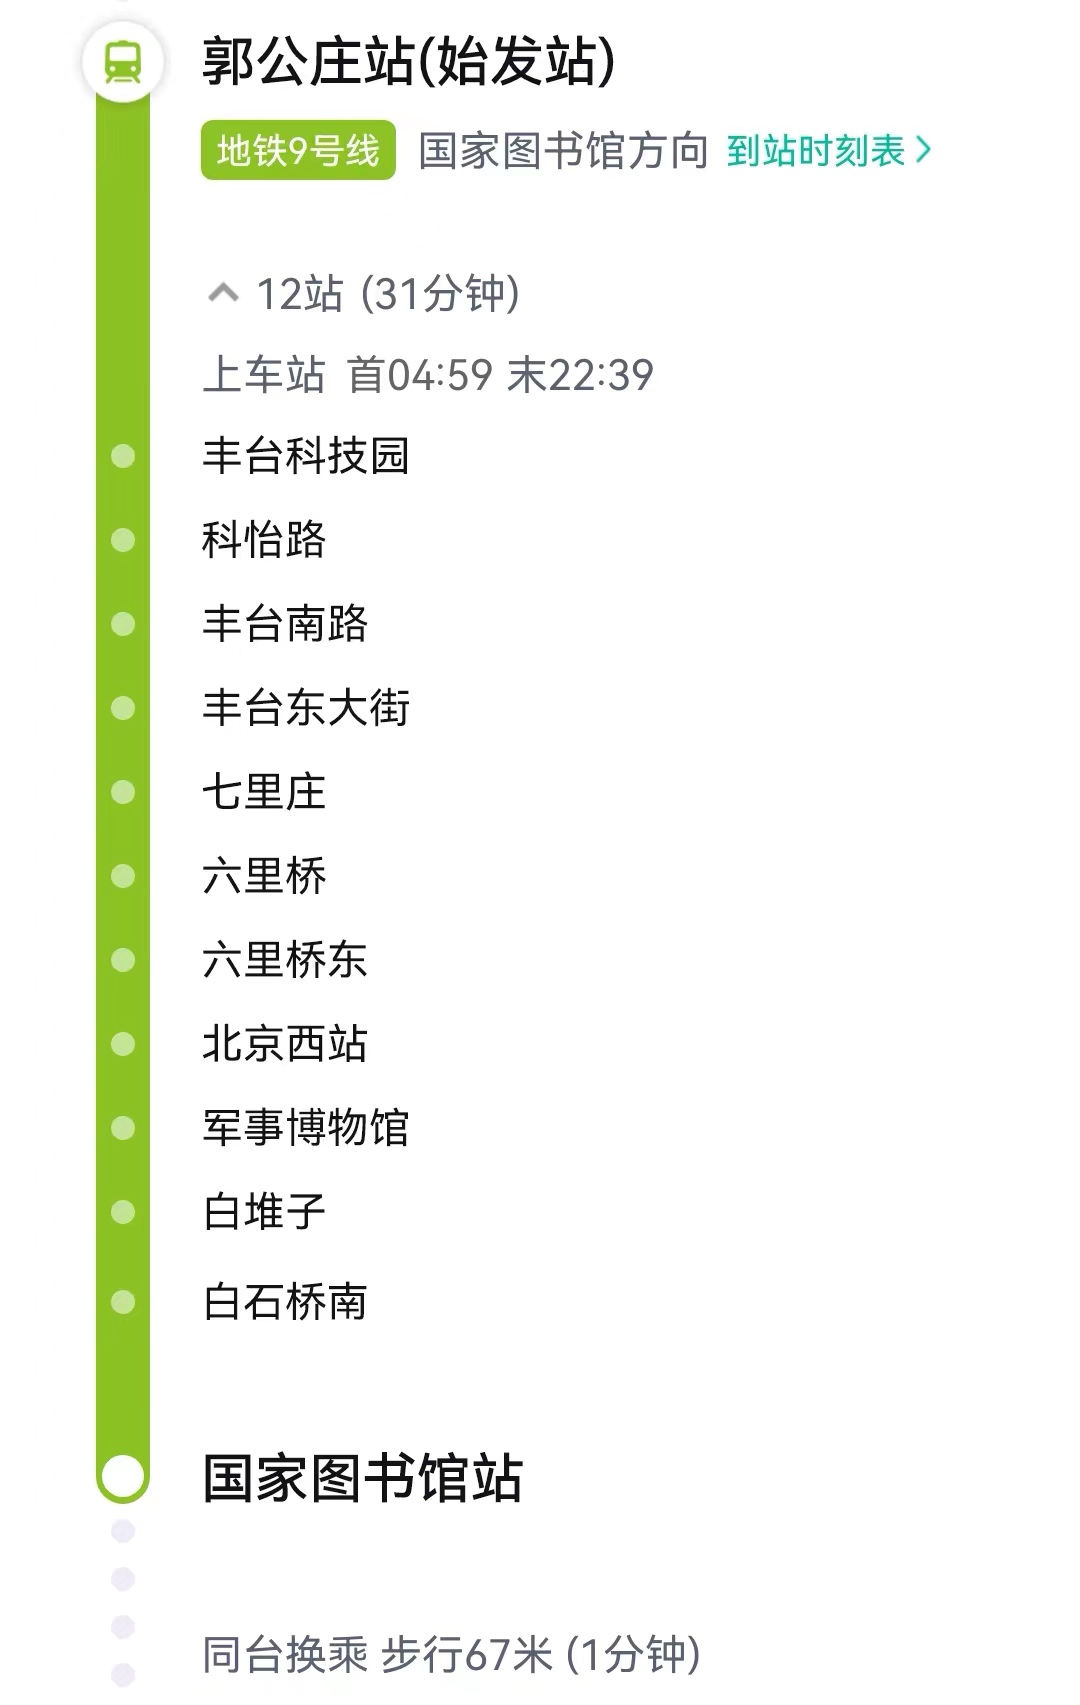 郭公庄站(始发站)
地铁9号线 国家图书馆方向 到站时刻表
12站 (31分钟)
上车站 首04:59 末22:39
丰台科技园
科怡路
丰台南路
丰台东大街
七里庄
六里桥
六里桥东
北京西站
军事博物馆
白堆子
白石桥南
国家图书馆站
同台换乘 步行67米 (1分钟)